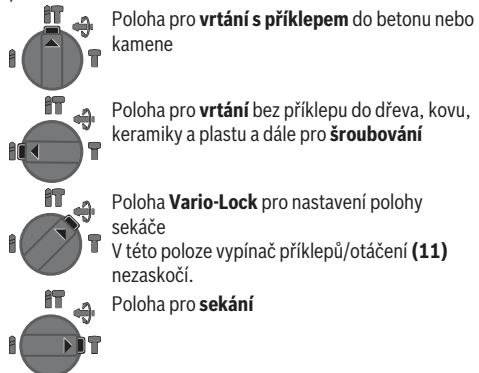 Poloha pro vrtání s příklepem do betonu nebo
kamene
Poloha pro vrtání bez příklepu do dřeva, kovu,
keramiky a plastu a dále pro šroubování
Poloha Vario-Lock pro nastavení polohy
sekáče
V této poloze vypínač příklepů/otáčení (11)
nezaskočí.
Poloha pro sekání